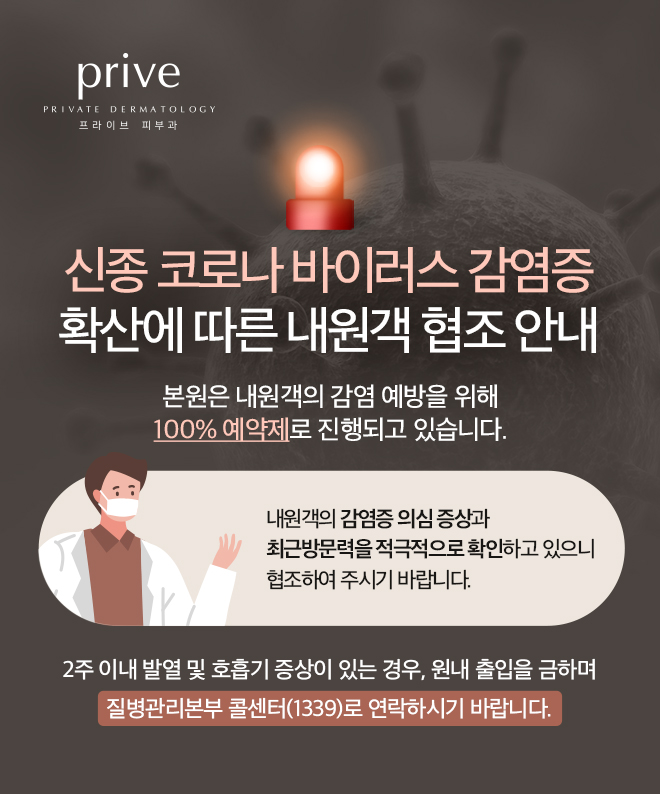 prive
PRIVATE DERMATOLOGY
프라이브 피부과
신종 코로나 바이러스 감염증
확산에 따른 내원객 협조 안내
본원은 내원객의 감염 예방을 위해
100% 예약제로 진행되고 있습니다.
내원객의 감염증 의심 증상과
최근방문력을 적극적으로 확인하고 있으니
협조하여 주시기 바랍니다.
2주 이내 발열 및 호흡기 증상이 있는 경우, 원내 출입을 금하며
질병관리본부 콜센터(1339)로 연락하시기 바랍니다.